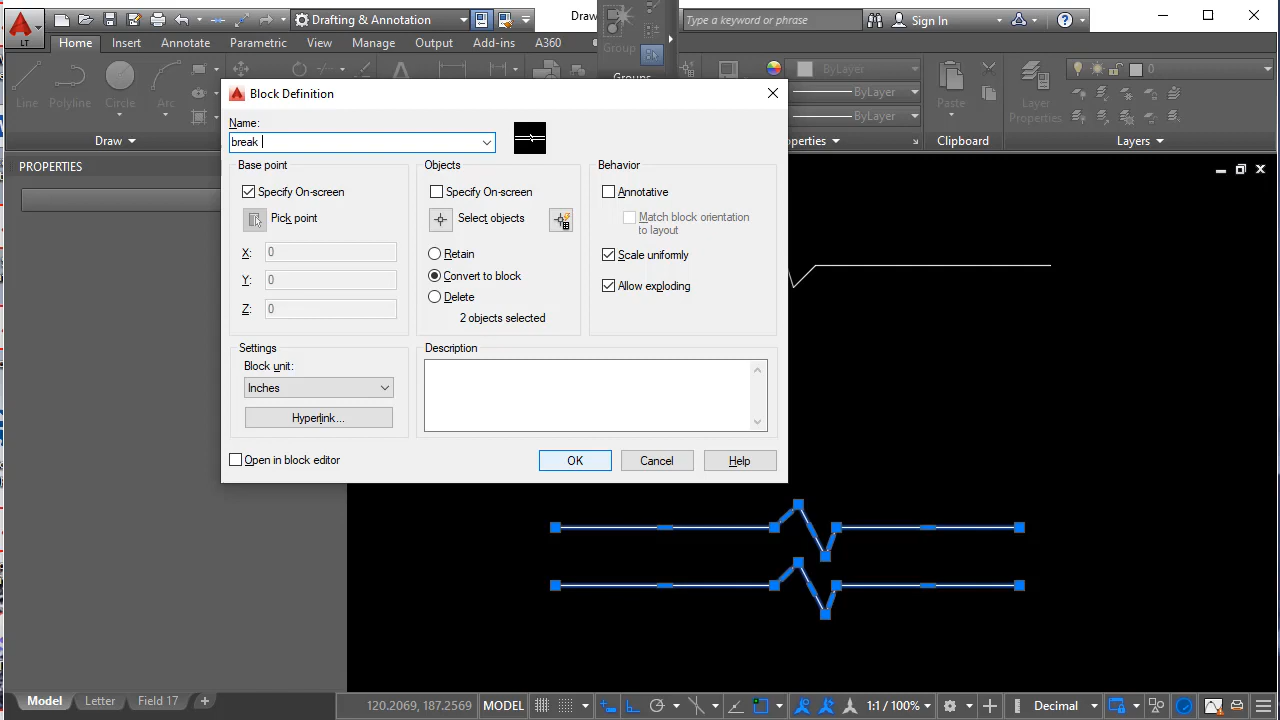 LT
Drafting & Annotation
Draw
Type a keyword or phrase
Sign In
Home
Insert
Annotate
Parametric
View
Manage
Output
Add-ins
A360
Group
Groups
Line
Polyline
Circle
Arc
Draw
ByLayer
ByLayer
ByLayer
Paste
Clipboard
Layer
Properties
0
Layers
PROPERTIES
Block Definition
Name:
break
Base point
Specify On-screen
Pick point
X: 0
Y: 0
Z: 0
Objects
Specify On-screen
Select objects
Retain
Convert to block
Delete
2 objects selected
Behavior
Annotative
Match block orientation
to layout
Scale uniformly
Allow exploding
Settings
Block unit:
Inches
Hyperlink...
Description
Open in block editor
OK
Cancel
Help
Model
Letter
Field 17
120.2069, 187.2569
MODEL
1:1 / 100%
Decimal